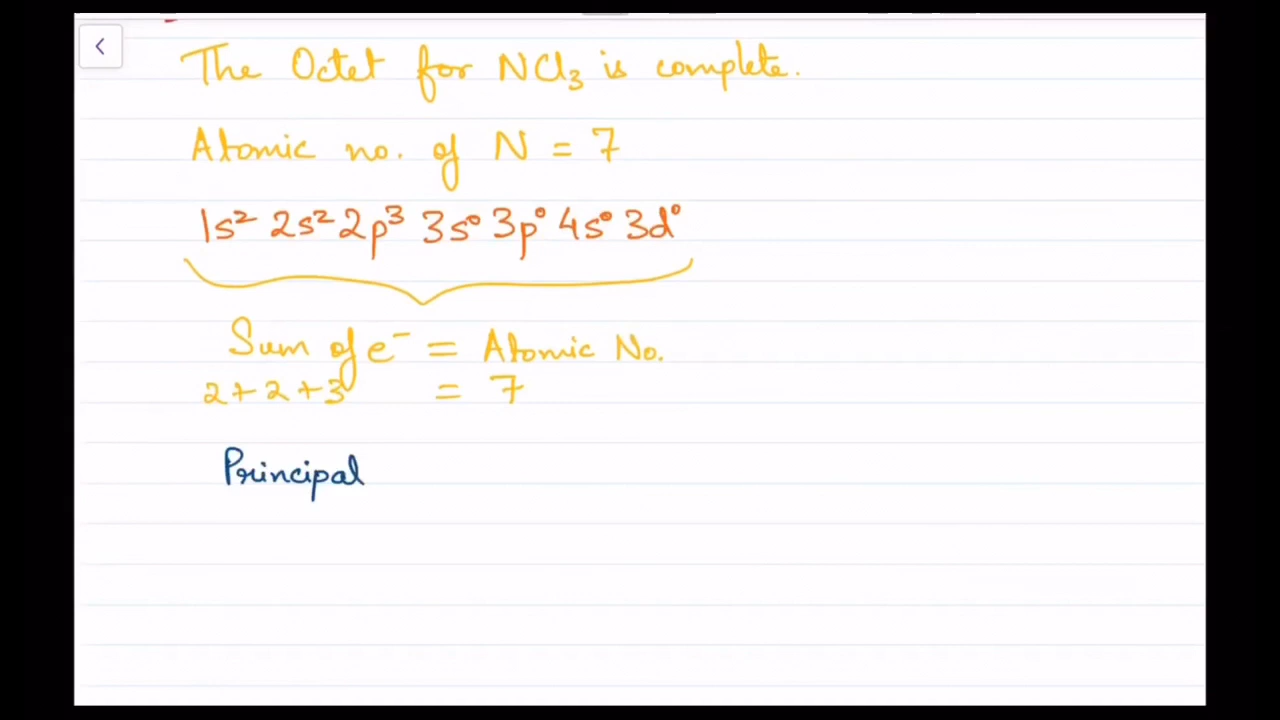 The Octet for NCl₃ is complete.
Atomic no. of N = 7
1s² 2s² 2p³ 3s⁰ 3p⁰ 4s⁰ 3d⁰
Sum of e⁻ = Atomic No.
2+2+3 = 7
Principal